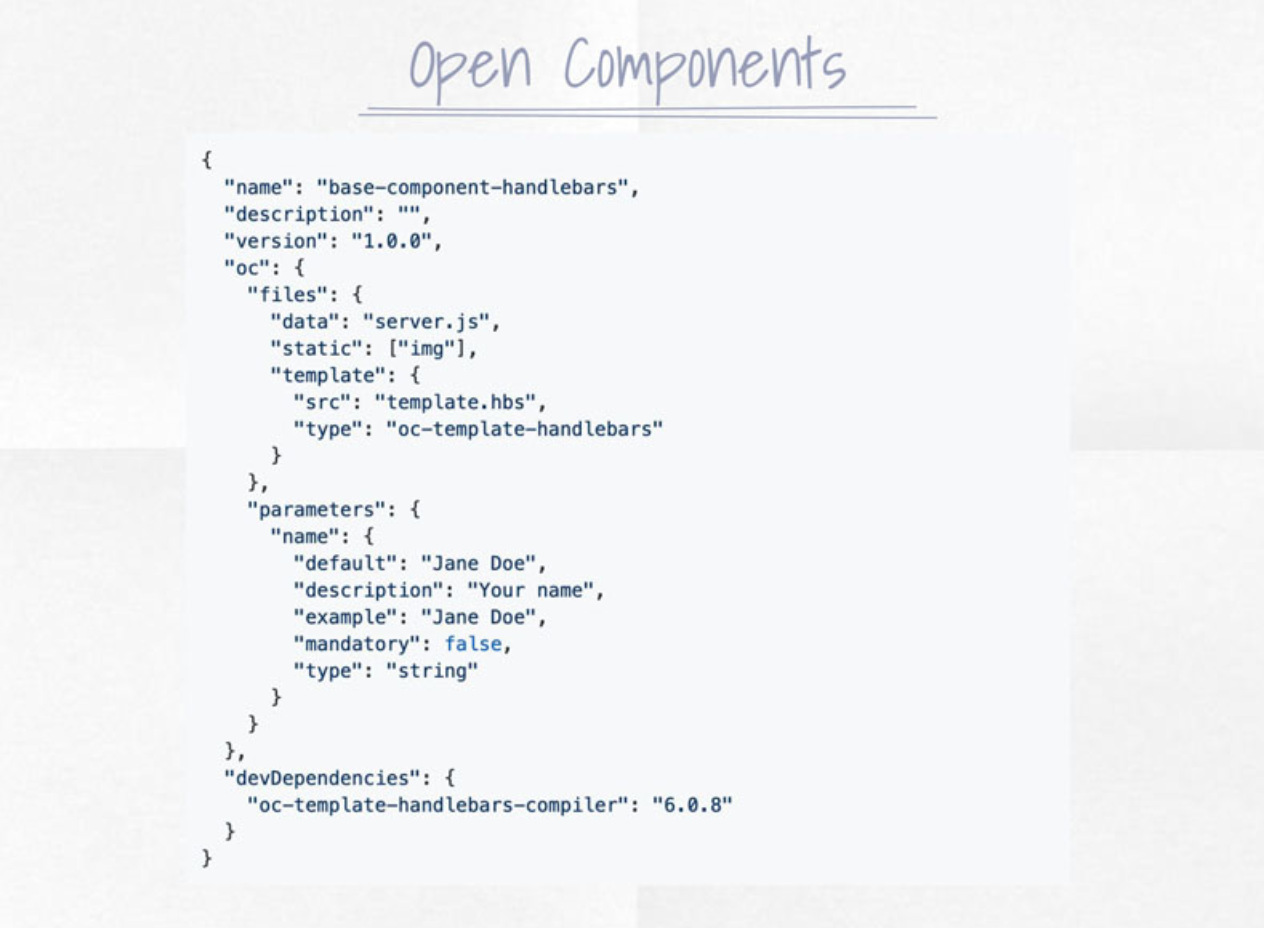 Open Components
{
  "name": "base-component-handlebars",
  "description": "",
  "version": "1.0.0",
  "oc": {
    "files": {
      "data": "server.js",
      "static": ["img"],
      "template": {
        "src": "template.hbs",
        "type": "oc-template-handlebars"
      }
    },
    "parameters": {
      "name": {
        "default": "Jane Doe",
        "description": "Your name",
        "example": "Jane Doe",
        "mandatory": false,
        "type": "string"
      }
    }
  },
  "devDependencies": {
    "oc-template-handlebars-compiler": "6.0.8"
  }
}